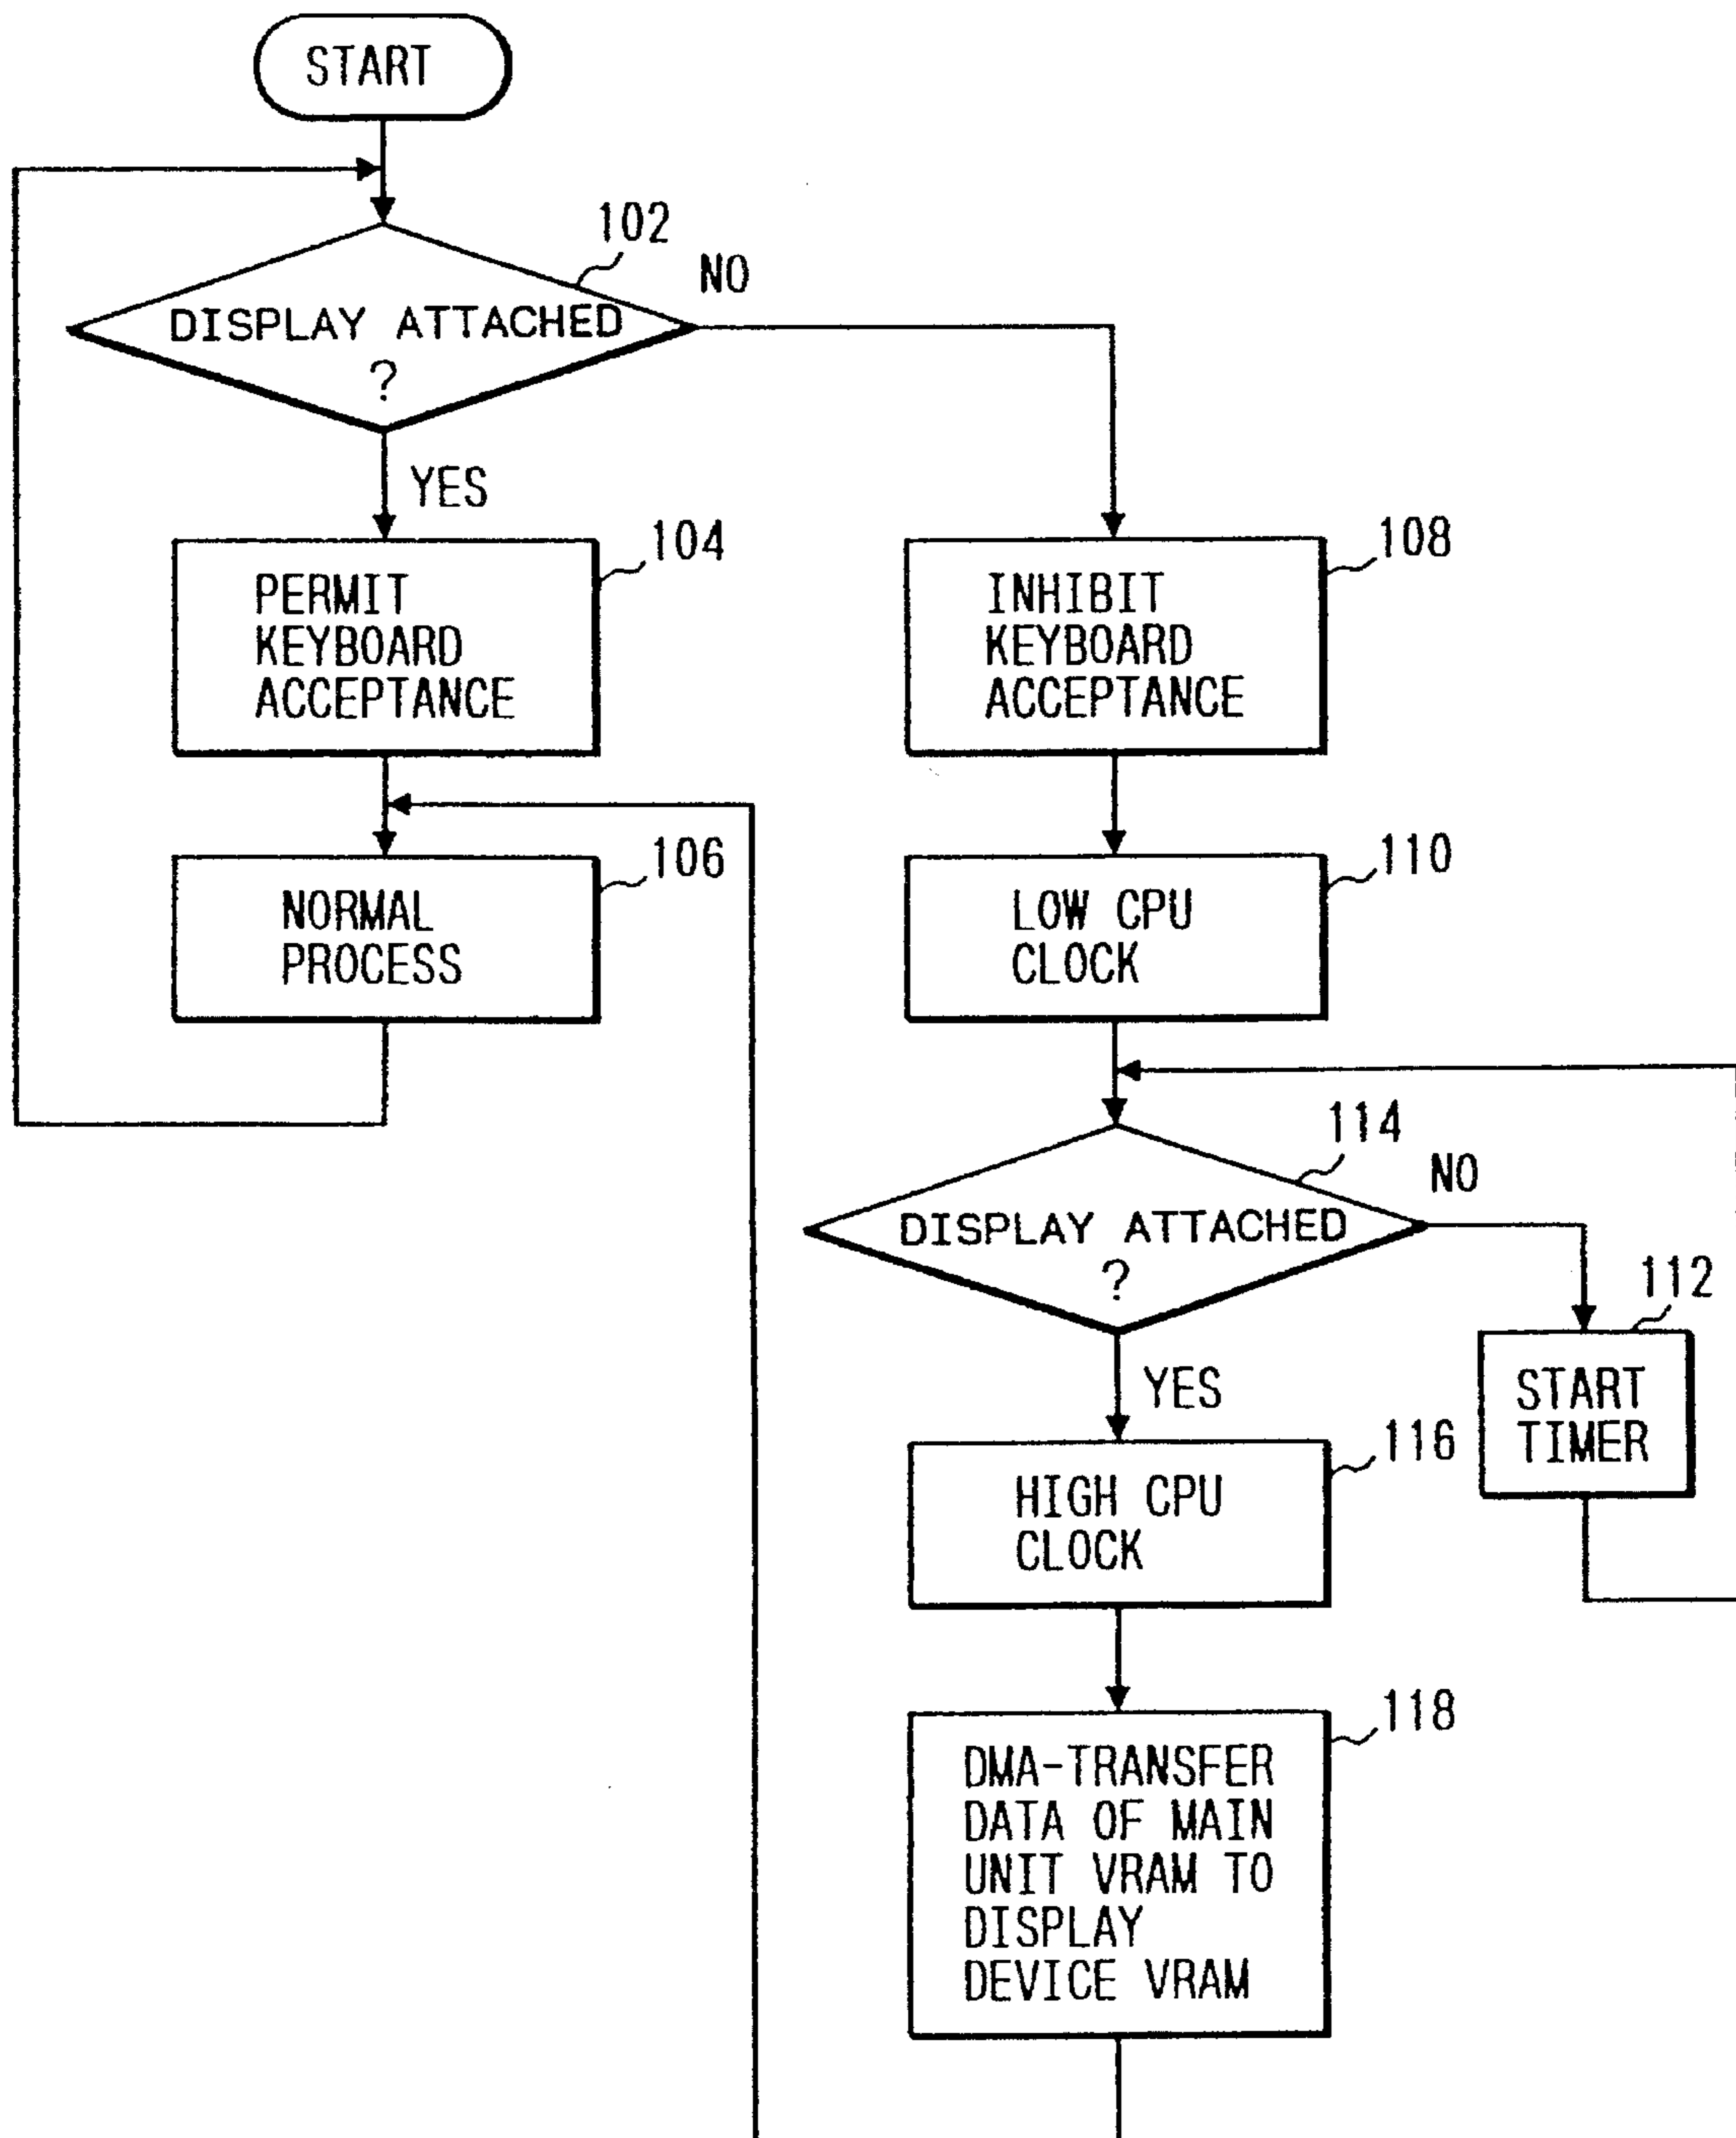 START
102
NO
DISPLAY ATTACHED
?
YES
104
PERMIT
KEYBOARD
ACCEPTANCE
106
NORMAL
PROCESS
108
INHIBIT
KEYBOARD
ACCEPTANCE
110
LOW CPU
CLOCK
114
NO
DISPLAY ATTACHED
?
112
START
TIMER
YES
116
HIGH CPU
CLOCK
118
DMA-TRANSFER
DATA OF MAIN
UNIT VRAM TO
DISPLAY
DEVICE VRAM